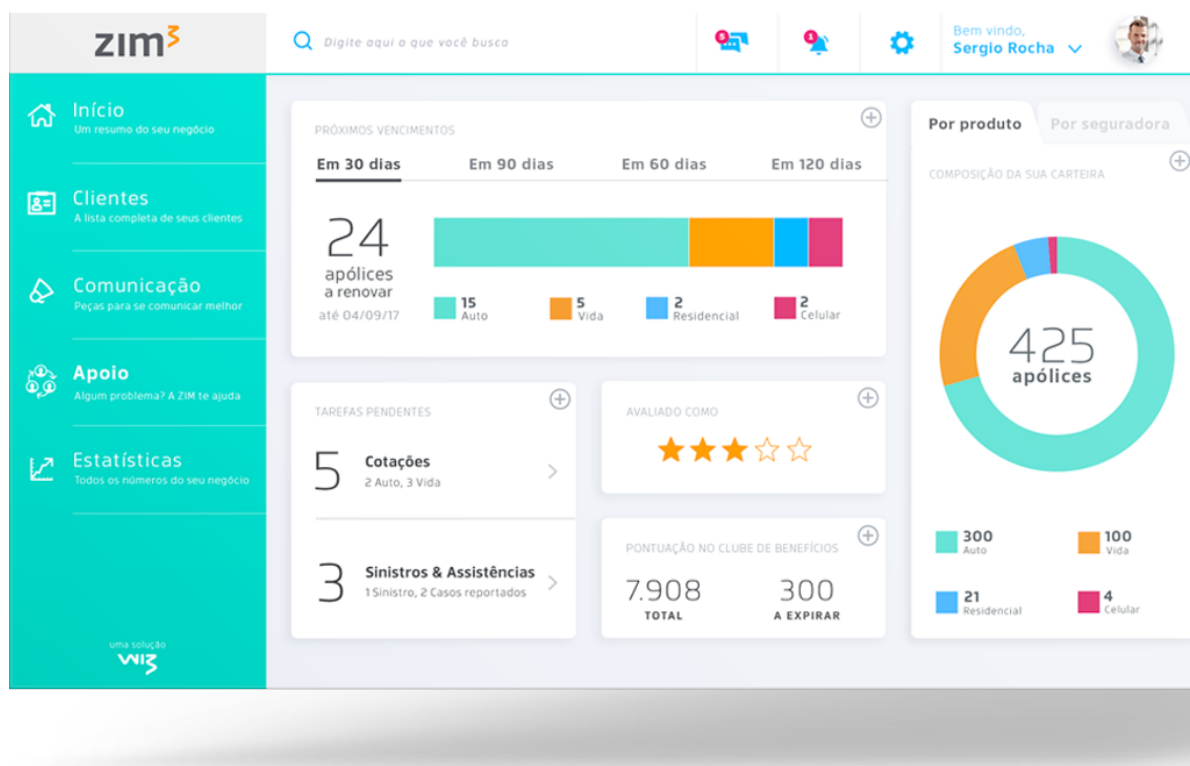 zım3
Digite aqui o que você busca
5
1
Bem vindo,
Sergio Rocha
Início
Um resumo do seu negócio
Clientes
A lista completa de seus clientes
Comunicação
Peças para se comunicar melhor
Apoio
Algum problema? A ZIM te ajuda
Estatísticas
Todos os números do seu negócio
uma solução
wiz
PRÓXIMOS VENCIMENTOS
Em 30 dias
Em 90 dias
Em 60 dias
Em 120 dias
24
apólices
a renovar
até 04/09/17
15
Auto
5
Vida
2
Residencial
2
Celular
TAREFAS PENDENTES
5
Cotações
2 Auto, 3 Vida
3
Sinistros & Assistências
1 Sinistro, 2 Casos reportados
AVALIADO COMO
PONTUAÇÃO NO CLUBE DE BENEFÍCIOS
7.908
TOTAL
300
A EXPIRAR
Por produto
Por seguradora
COMPOSIÇÃO DA SUA CARTEIRA
425
apólices
300
Auto
100
Vida
21
Residencial
4
Celular